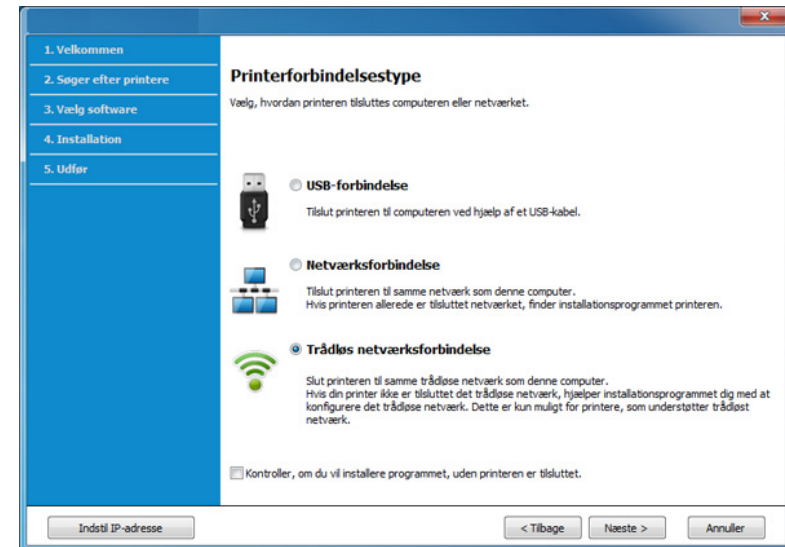 1. Velkommen
2. Søger efter printere
3. Vælg software
4. Installation
5. Udfør
Printerforbindelsestype
Vælg, hvordan printeren tilsluttes computeren eller netværket.
USB-forbindelse
Tilslut printeren til computeren ved hjælp af et USB-kabel.
Netværksforbindelse
Tilslut printeren til samme netværk som denne computer.
Hvis printeren allerede er tilsluttet netværket, finder installationsprogrammet printeren.
Trådløs netværksforbindelse
Slut printeren til samme trådløse netværk som denne computer.
Hvis din printer ikke er tilsluttet det trådløse netværk, hjælper installationsprogrammet dig med at
konfigurere det trådløse netværk. Dette er kun muligt for printere, som understøtter trådløst
netværk.
Kontroller, om du vil installere programmet, uden printeren er tilsluttet.
Indstil IP-adresse
< Tilbage
Næste >
Annuller